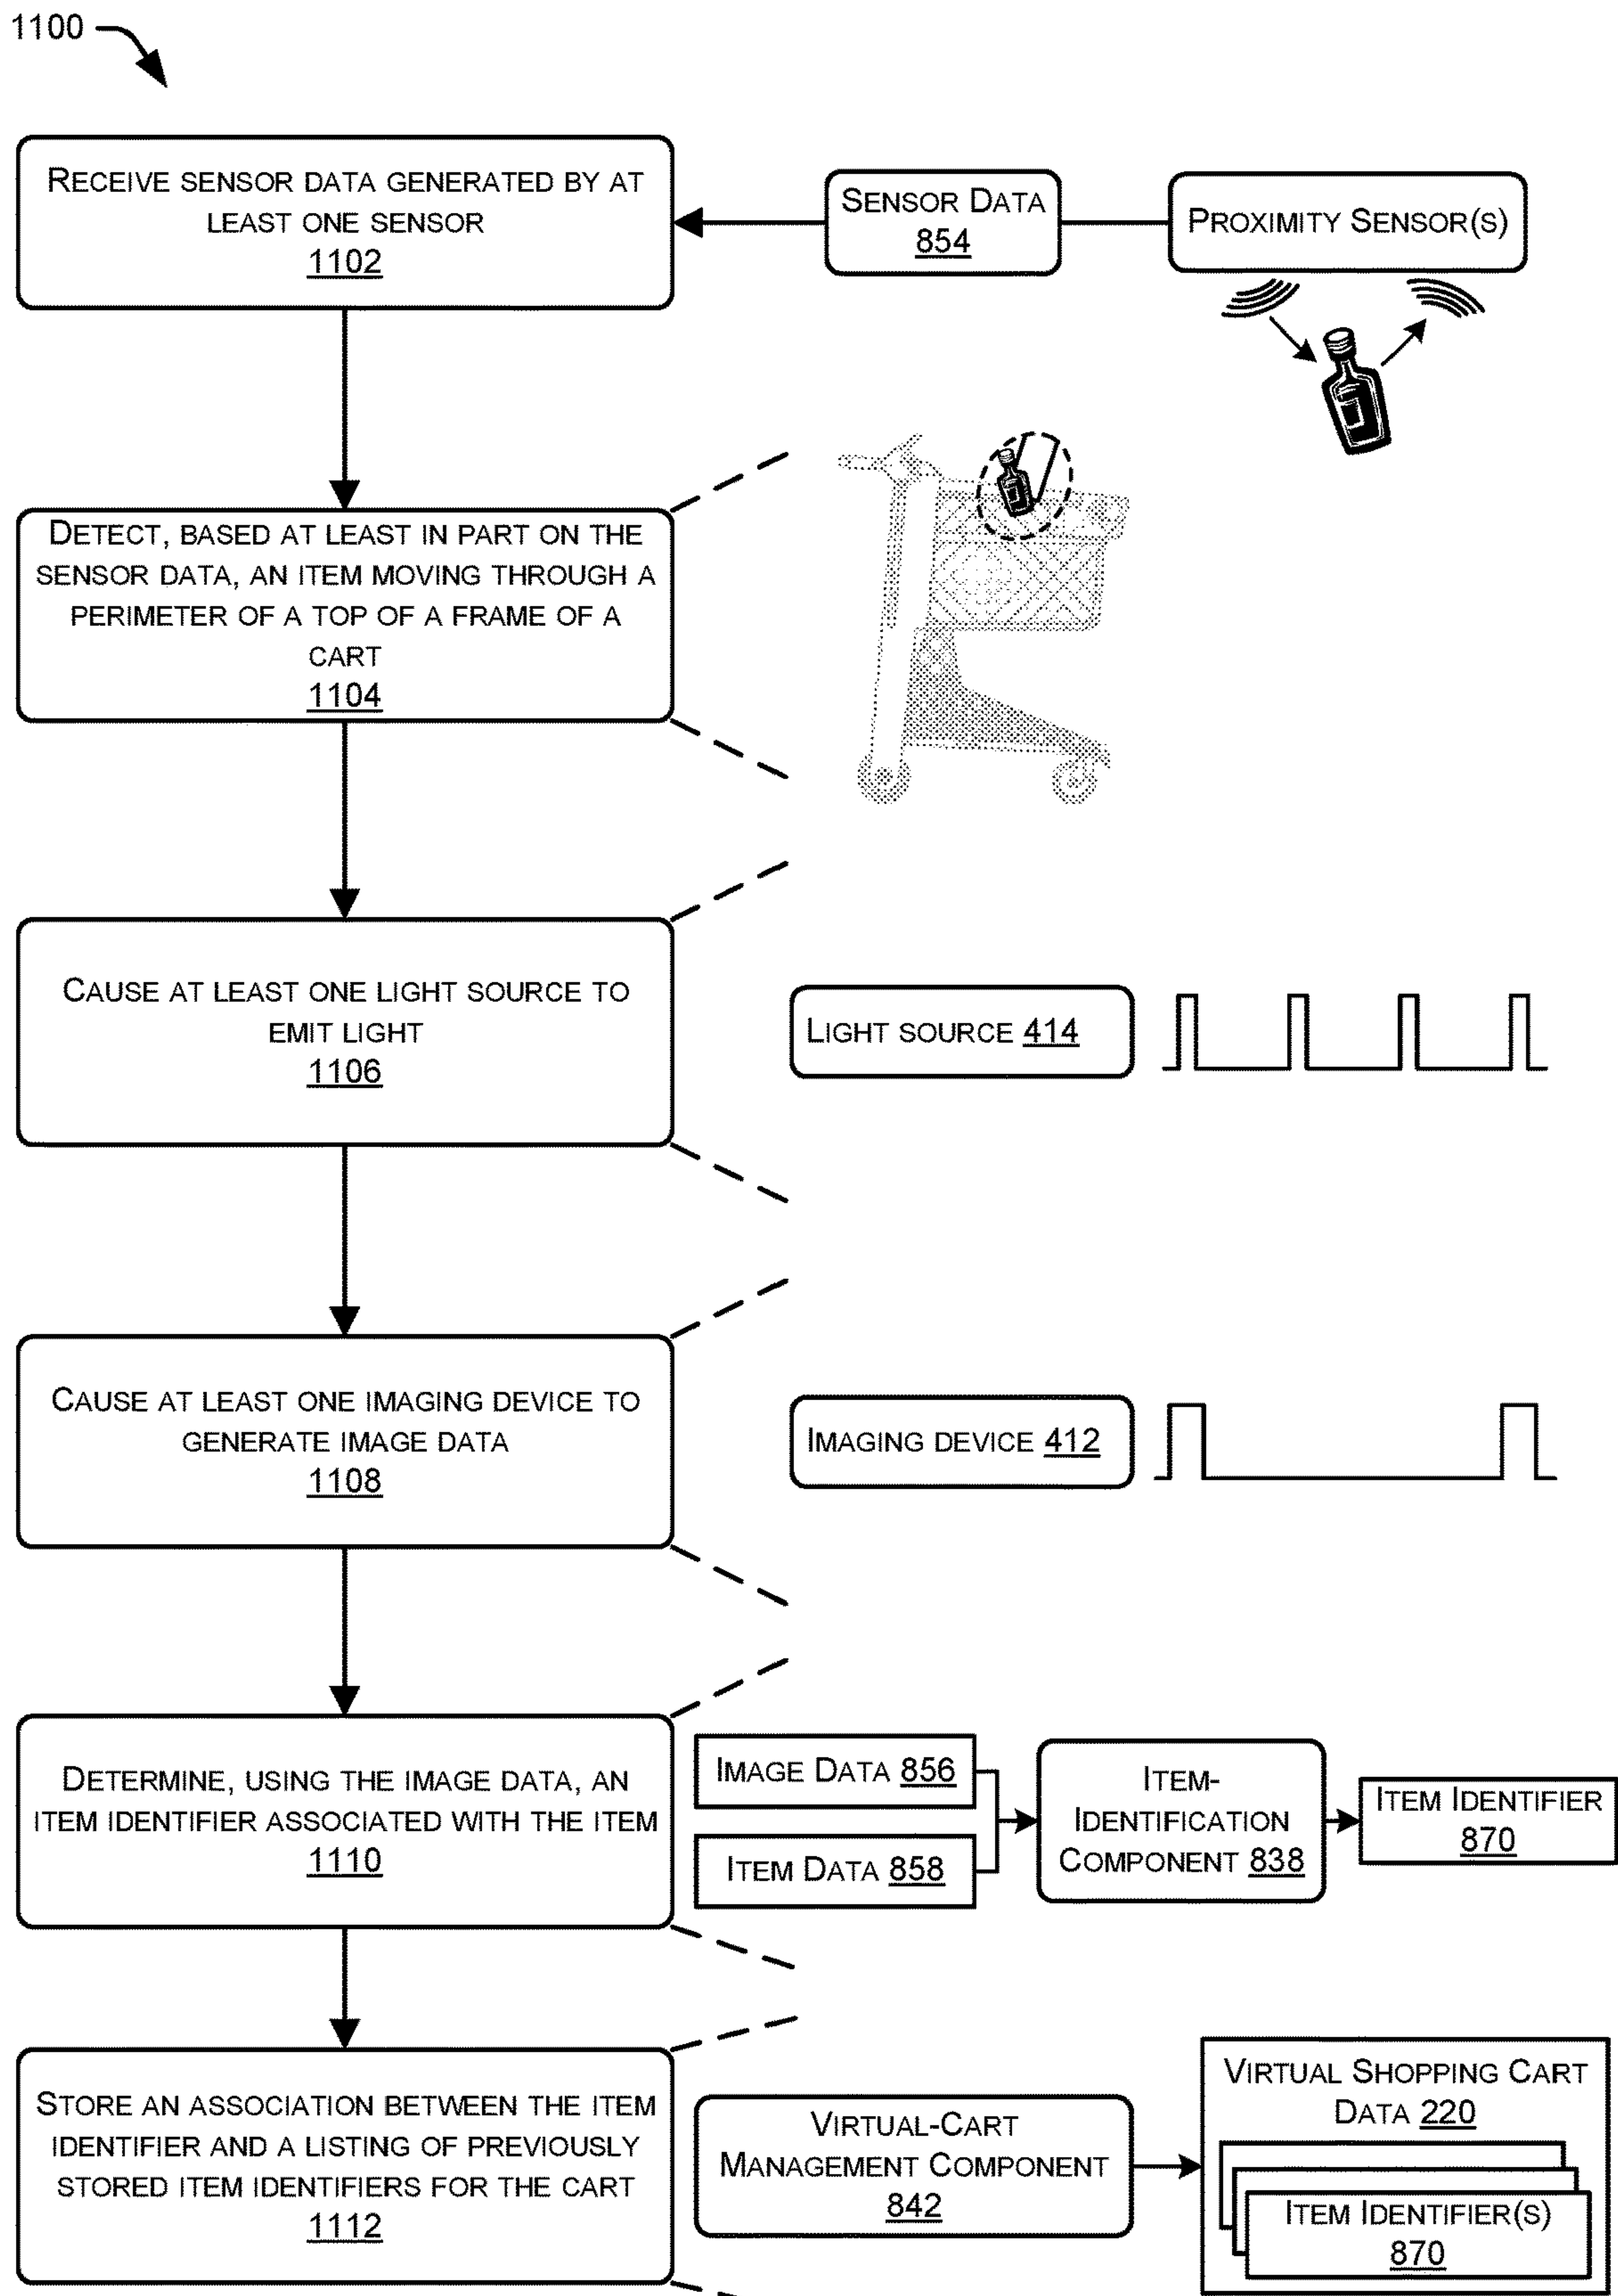 1100
RECEIVE SENSOR DATA GENERATED BY AT
LEAST ONE SENSOR
1102
SENSOR DATA
854
PROXIMITY SENSOR(S)
DETECT, BASED AT LEAST IN PART ON THE
SENSOR DATA, AN ITEM MOVING THROUGH A
PERIMETER OF A TOP OF A FRAME OF A
CART
1104
CAUSE AT LEAST ONE LIGHT SOURCE TO
EMIT LIGHT
1106
LIGHT SOURCE 414
CAUSE AT LEAST ONE IMAGING DEVICE TO
GENERATE IMAGE DATA
1108
IMAGING DEVICE 412
DETERMINE, USING THE IMAGE DATA, AN
ITEM IDENTIFIER ASSOCIATED WITH THE ITEM
1110
IMAGE DATA 856
ITEM DATA 858
ITEM-
IDENTIFICATION
COMPONENT 838
ITEM IDENTIFIER
870
STORE AN ASSOCIATION BETWEEN THE ITEM
IDENTIFIER AND A LISTING OF PREVIOUSLY
STORED ITEM IDENTIFIERS FOR THE CART
1112
VIRTUAL-CART
MANAGEMENT COMPONENT
842
VIRTUAL SHOPPING CART
DATA 220
ITEM IDENTIFIER(S)
870